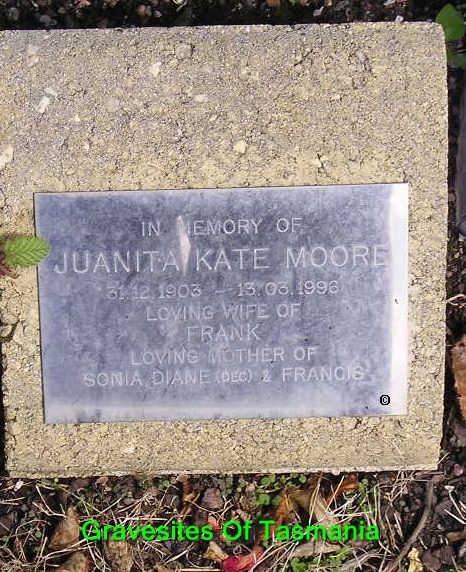 IN MEMORY OF
JUANITA KATE MOORE
31.12.1903 – 13.03.1996
LOVING WIFE OF
FRANK
LOVING MOTHER OF
SONIA DIANE (DEC) & FRANCIS
©
Gravesites Of Tasmania